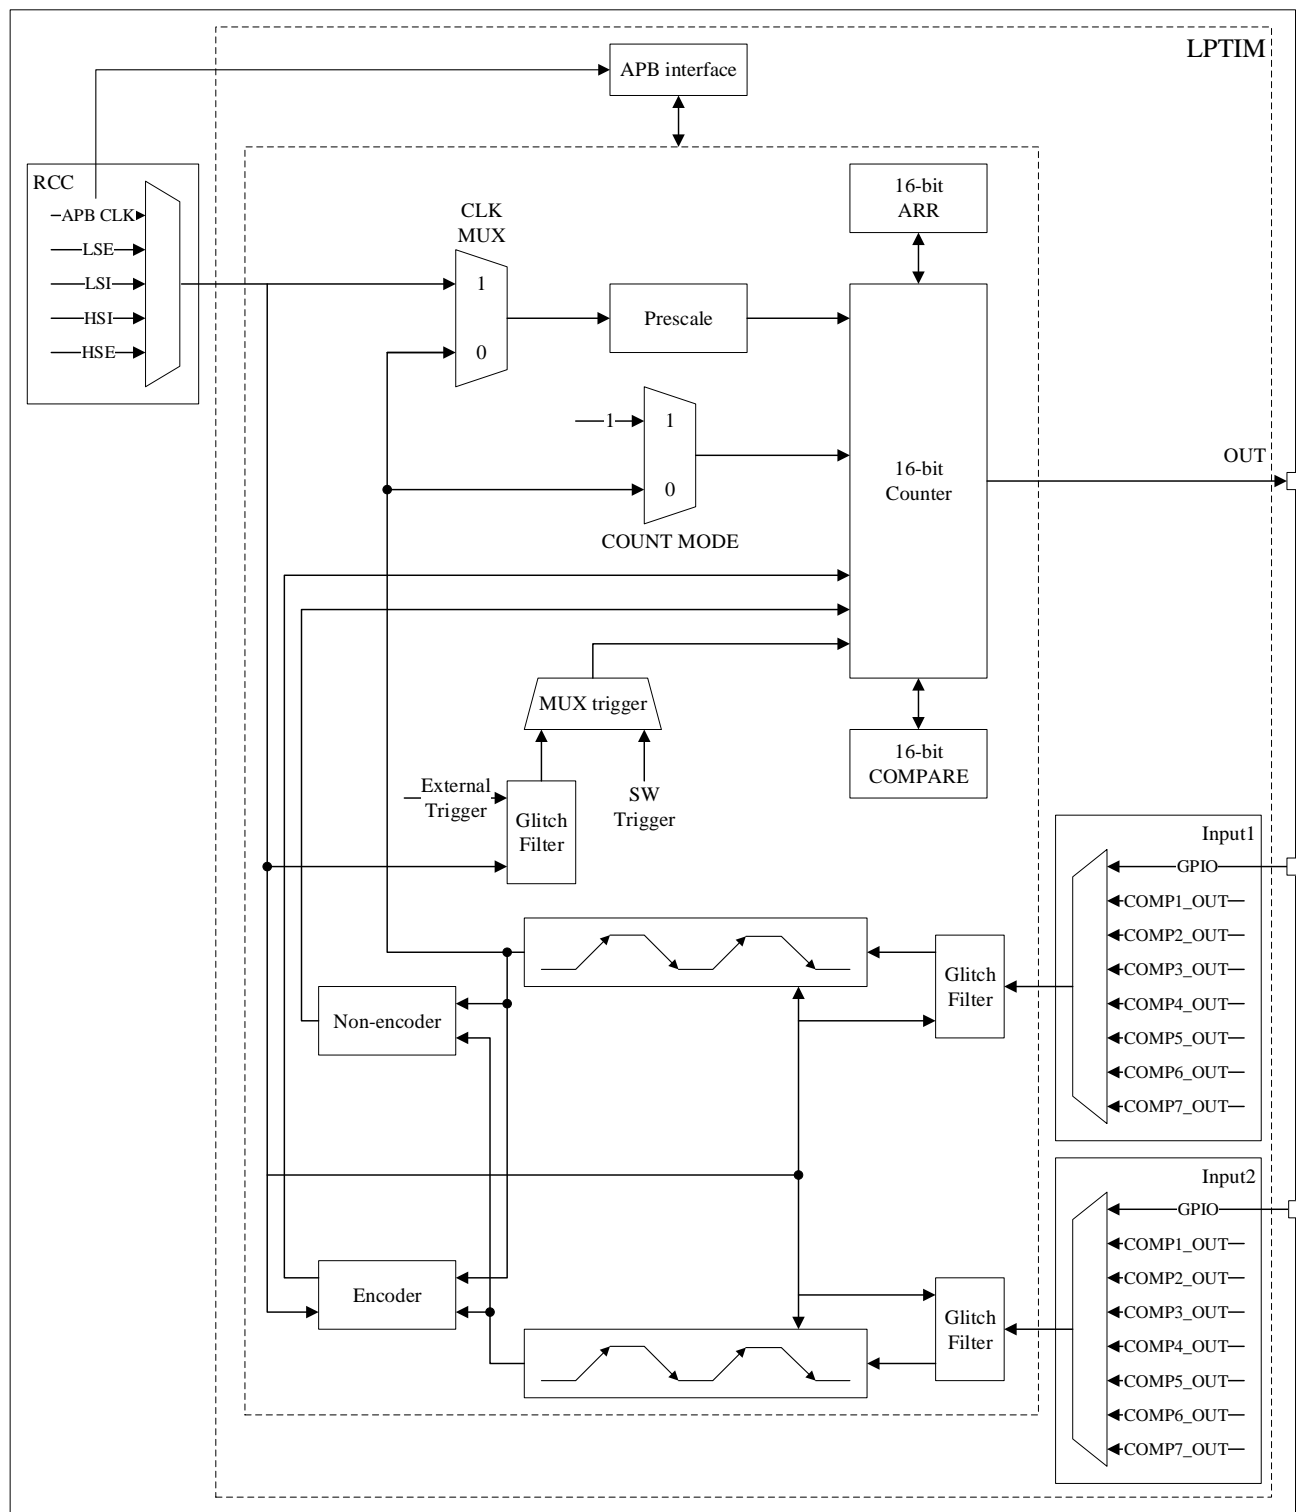 LPTIM
APB interface
RCC
APB CLK
LSE
LSI
HSI
HSE
CLK
MUX
1
0
Prescale
16-bit
ARR
1
1
0
COUNT MODE
16-bit
Counter
OUT
MUX trigger
External
Trigger
Glitch
Filter
SW
Trigger
16-bit
COMPARE
Input1
GPIO
COMP1_OUT
COMP2_OUT
COMP3_OUT
COMP4_OUT
COMP5_OUT
COMP6_OUT
COMP7_OUT
Glitch
Filter
Non-encoder
Input2
GPIO
COMP1_OUT
COMP2_OUT
COMP3_OUT
COMP4_OUT
COMP5_OUT
COMP6_OUT
COMP7_OUT
Encoder
Glitch
Filter